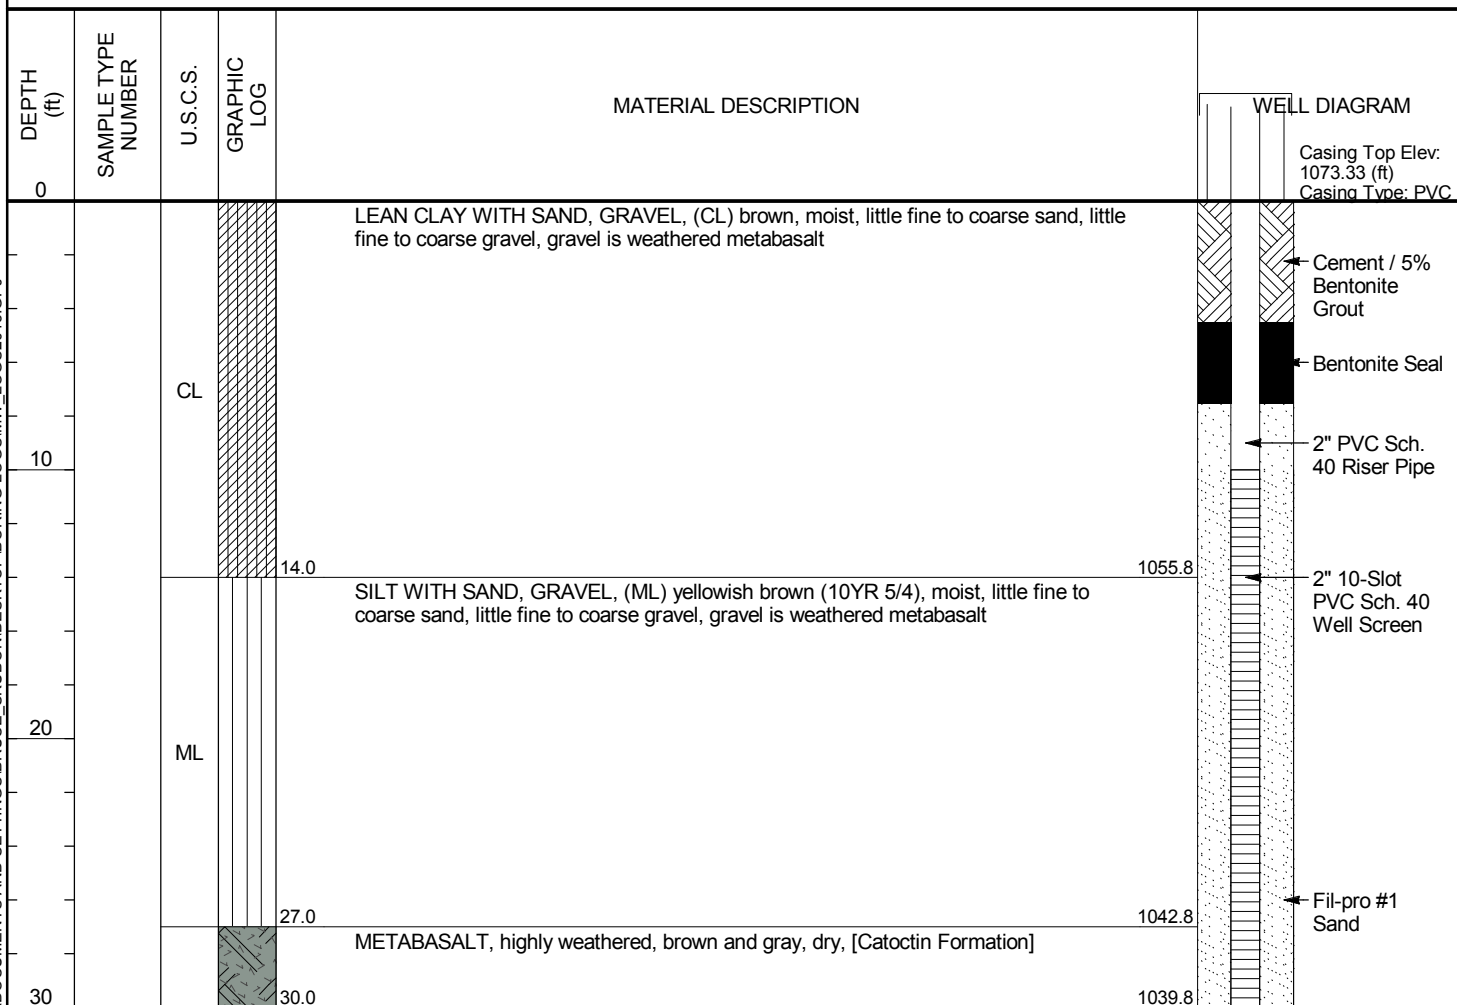 DEPTH
(ft)
SAMPLE TYPE
NUMBER
U.S.C.S.
GRAPHIC
LOG
MATERIAL DESCRIPTION
WELL DIAGRAM
Casing Top Elev:
1073.33 (ft)
Casing Type: PVC
0
LEAN CLAY WITH SAND, GRAVEL, (CL) brown, moist, little fine to coarse sand, little
fine to coarse gravel, gravel is weathered metabasalt
Cement / 5%
Bentonite
Grout
Bentonite Seal
CL
2" PVC Sch.
40 Riser Pipe
10
14.0 1055.8
SILT WITH SAND, GRAVEL, (ML) yellowish brown (10YR 5/4), moist, little fine to
coarse sand, little fine to coarse gravel, gravel is weathered metabasalt
2" 10-Slot
PVC Sch. 40
Well Screen
20
ML
Fil-pro #1
Sand
27.0 1042.8
METABASALT, highly weathered, brown and gray, dry, [Catoctin Formation]
30 30.0 1039.8